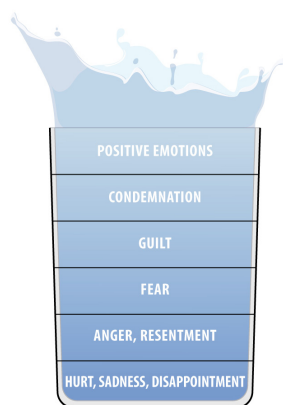 POSITIVE EMOTIONS
CONDEMNATION
GUILT
FEAR
ANGER, RESENTMENT
HURT, SADNESS, DISAPPOINTMENT